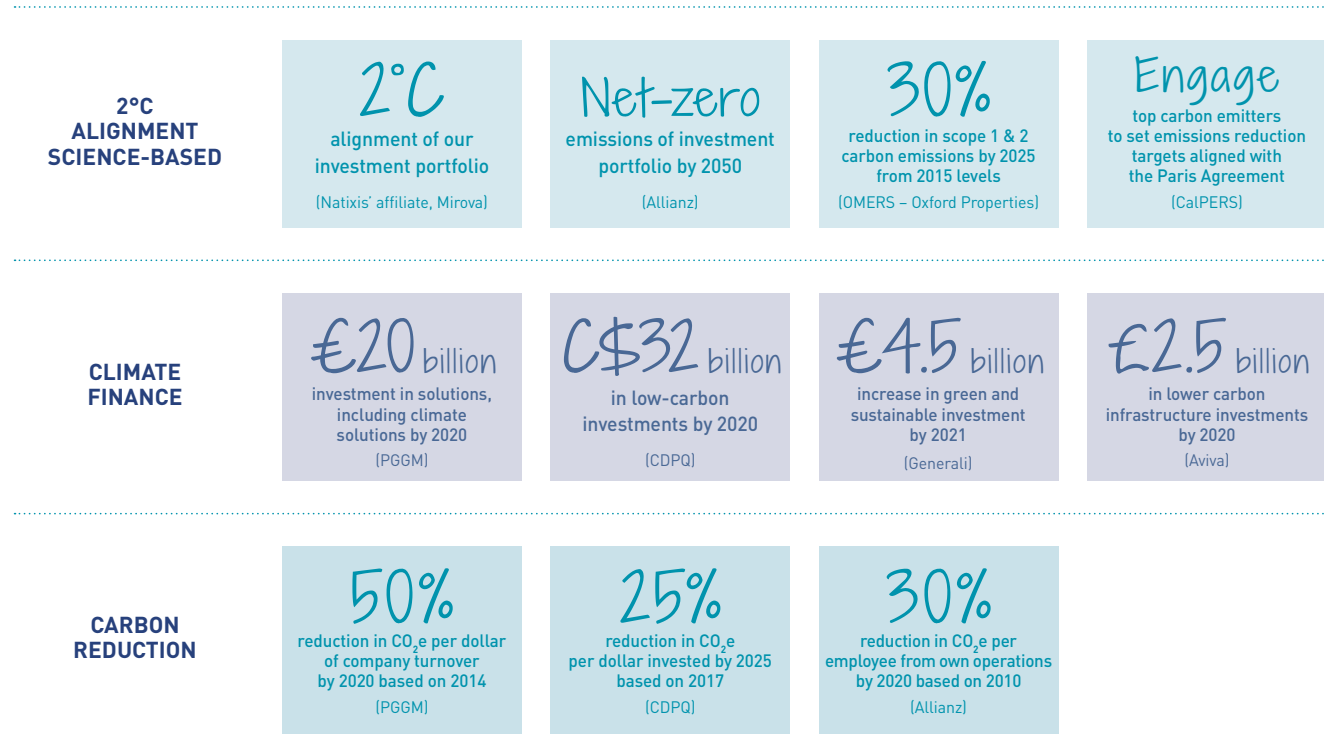 2°C
ALIGNMENT
SCIENCE-BASED
2°C
alignment of our
investment portfolio
(Natixis' affiliate, Mirova)
Net-zero
emissions of investment
portfolio by 2050
(Allianz)
30%
reduction in scope 1 & 2
carbon emissions by 2025
from 2015 levels
(OMERS – Oxford Properties)
Engage
top carbon emitters
to set emissions reduction
targets aligned with
the Paris Agreement
(CalPERS)
CLIMATE
FINANCE
€20 billion
investment in solutions,
including climate
solutions by 2020
(PGGM)
C$32 billion
in low-carbon
investments by 2020
(CDPQ)
€4.5 billion
increase in green and
sustainable investment
by 2021
(Generali)
£2.5 billion
in lower carbon
infrastructure investments
by 2020
(Aviva)
CARBON
REDUCTION
50%
reduction in CO₂e per dollar
of company turnover
by 2020 based on 2014
(PGGM)
25%
reduction in CO₂e
per dollar invested by 2025
based on 2017
(CDPQ)
30%
reduction in CO₂e per
employee from own operations
by 2020 based on 2010
(Allianz)